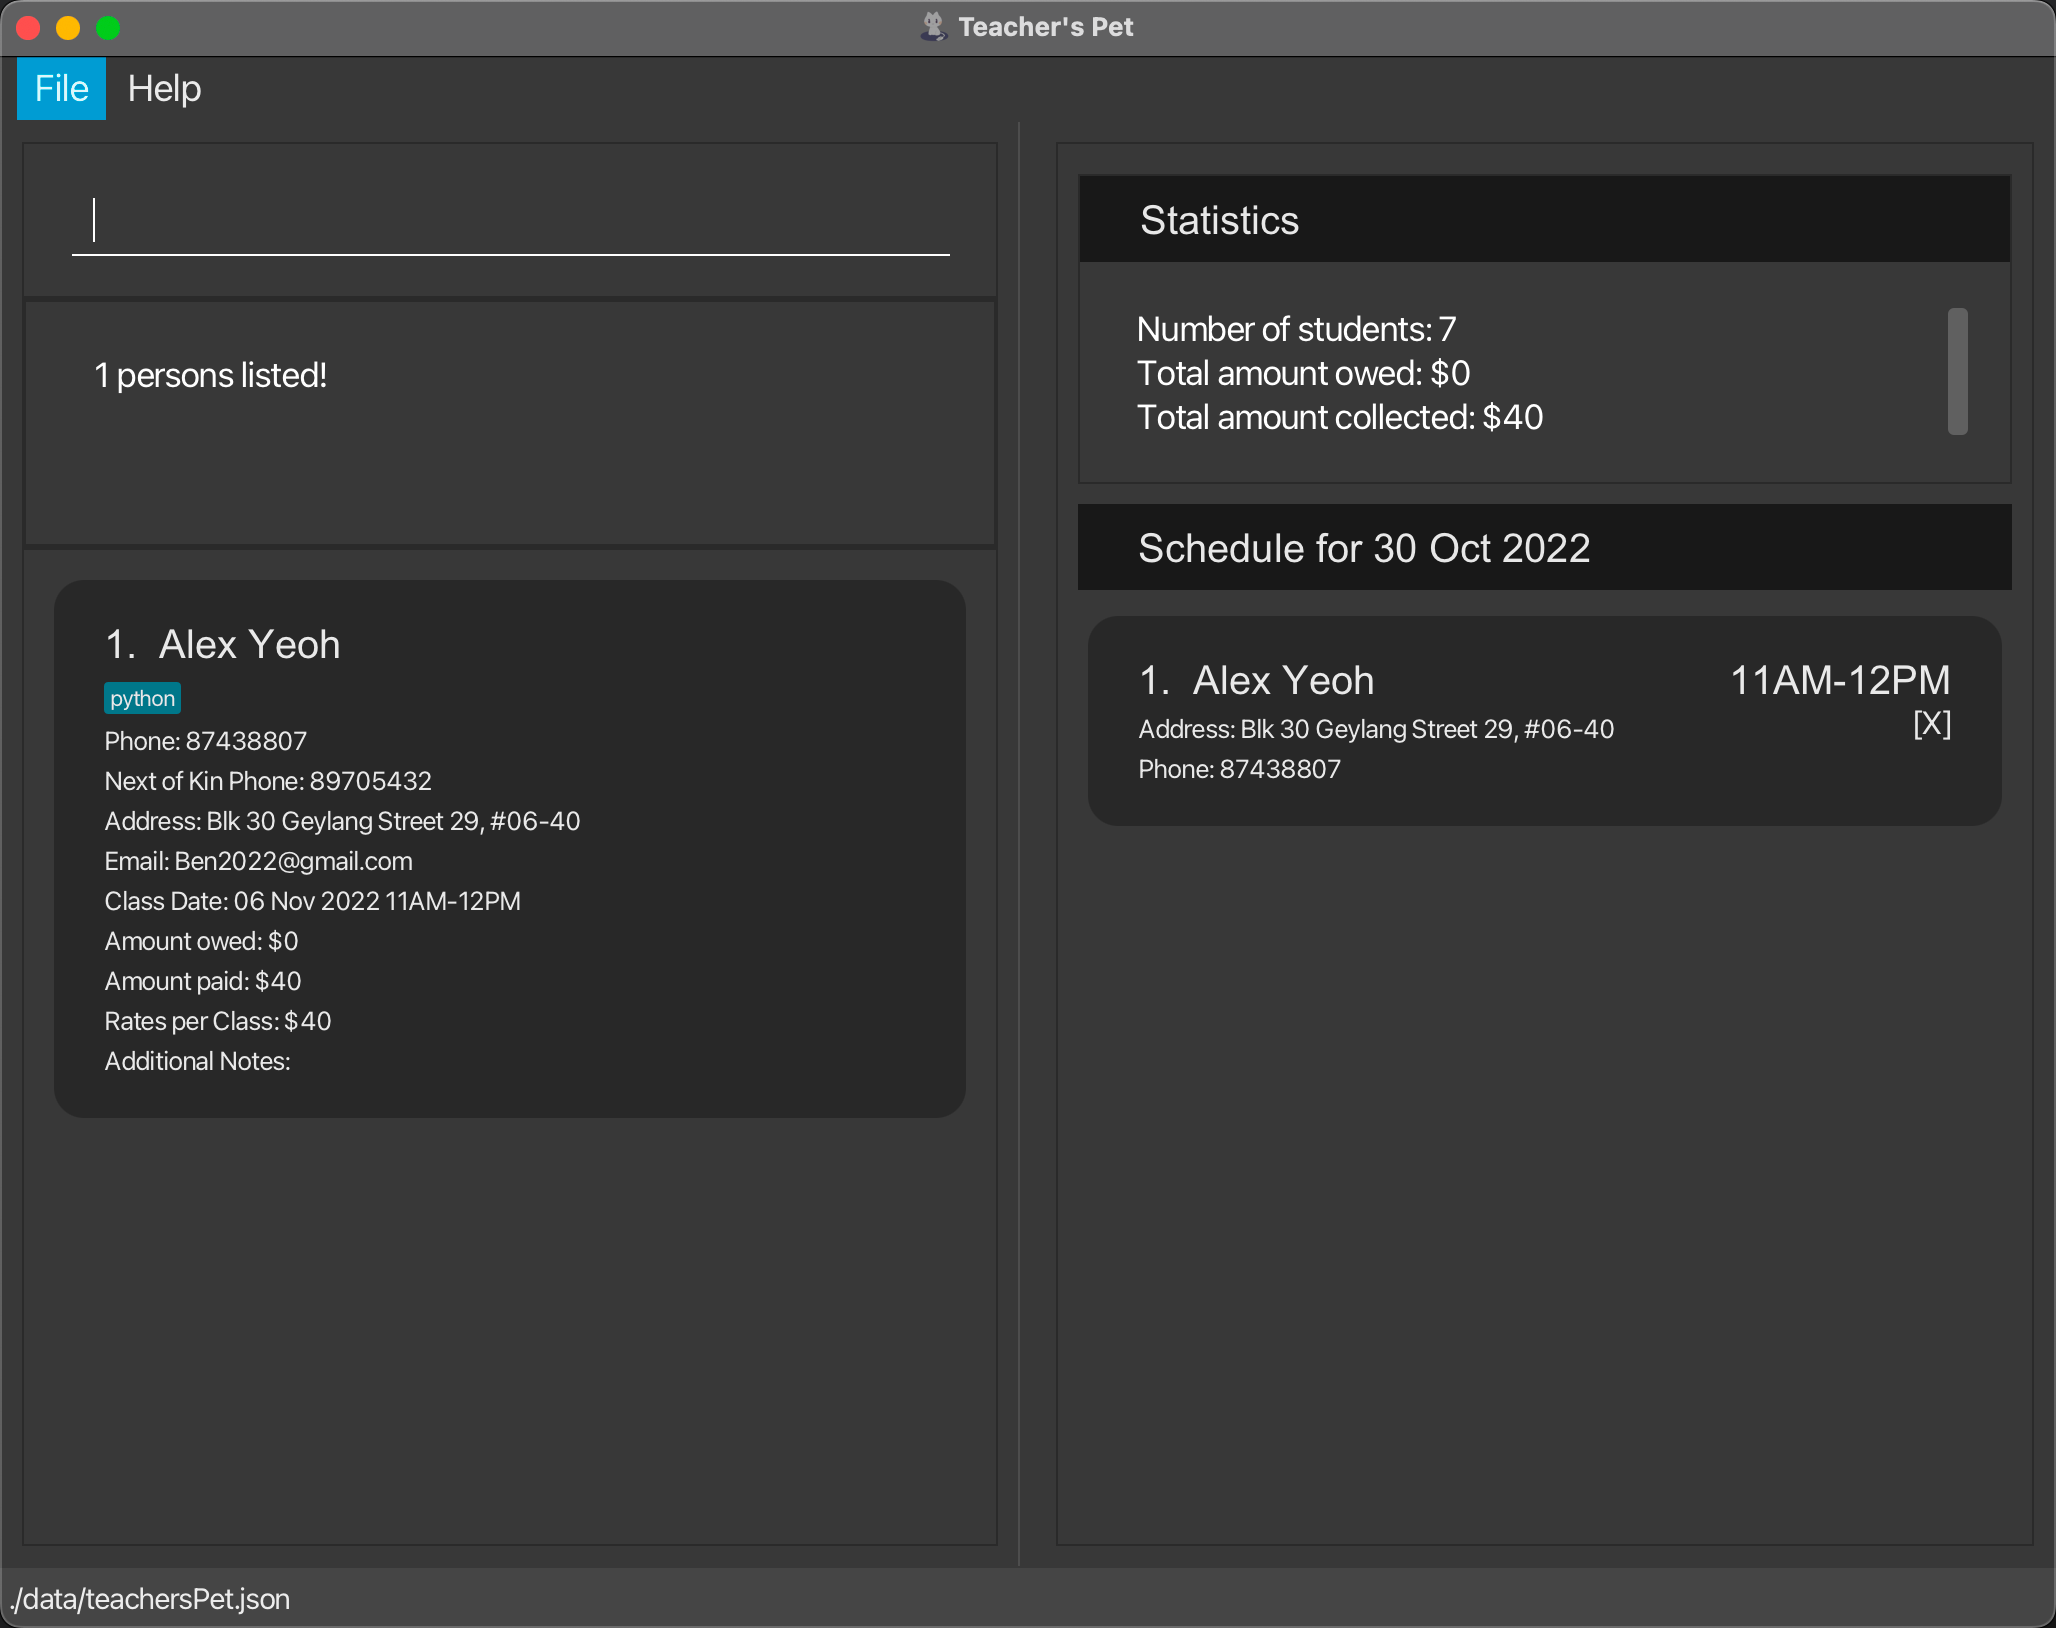 Teacher's Pet
File Help
1 persons listed!
1. Alex Yeoh
python
Phone: 87438807
Next of Kin Phone: 89705432
Address: Blk 30 Geylang Street 29, #06-40
Email: Ben2022@gmail.com
Class Date: 06 Nov 2022 11AM-12PM
Amount owed: $0
Amount paid: $40
Rates per Class: $40
Additional Notes:
Statistics
Number of students: 7
Total amount owed: $0
Total amount collected: $40
Schedule for 30 Oct 2022
1. Alex Yeoh 11AM-12PM
Address: Blk 30 Geylang Street 29, #06-40 [X]
Phone: 87438807
./data/teachersPet.json